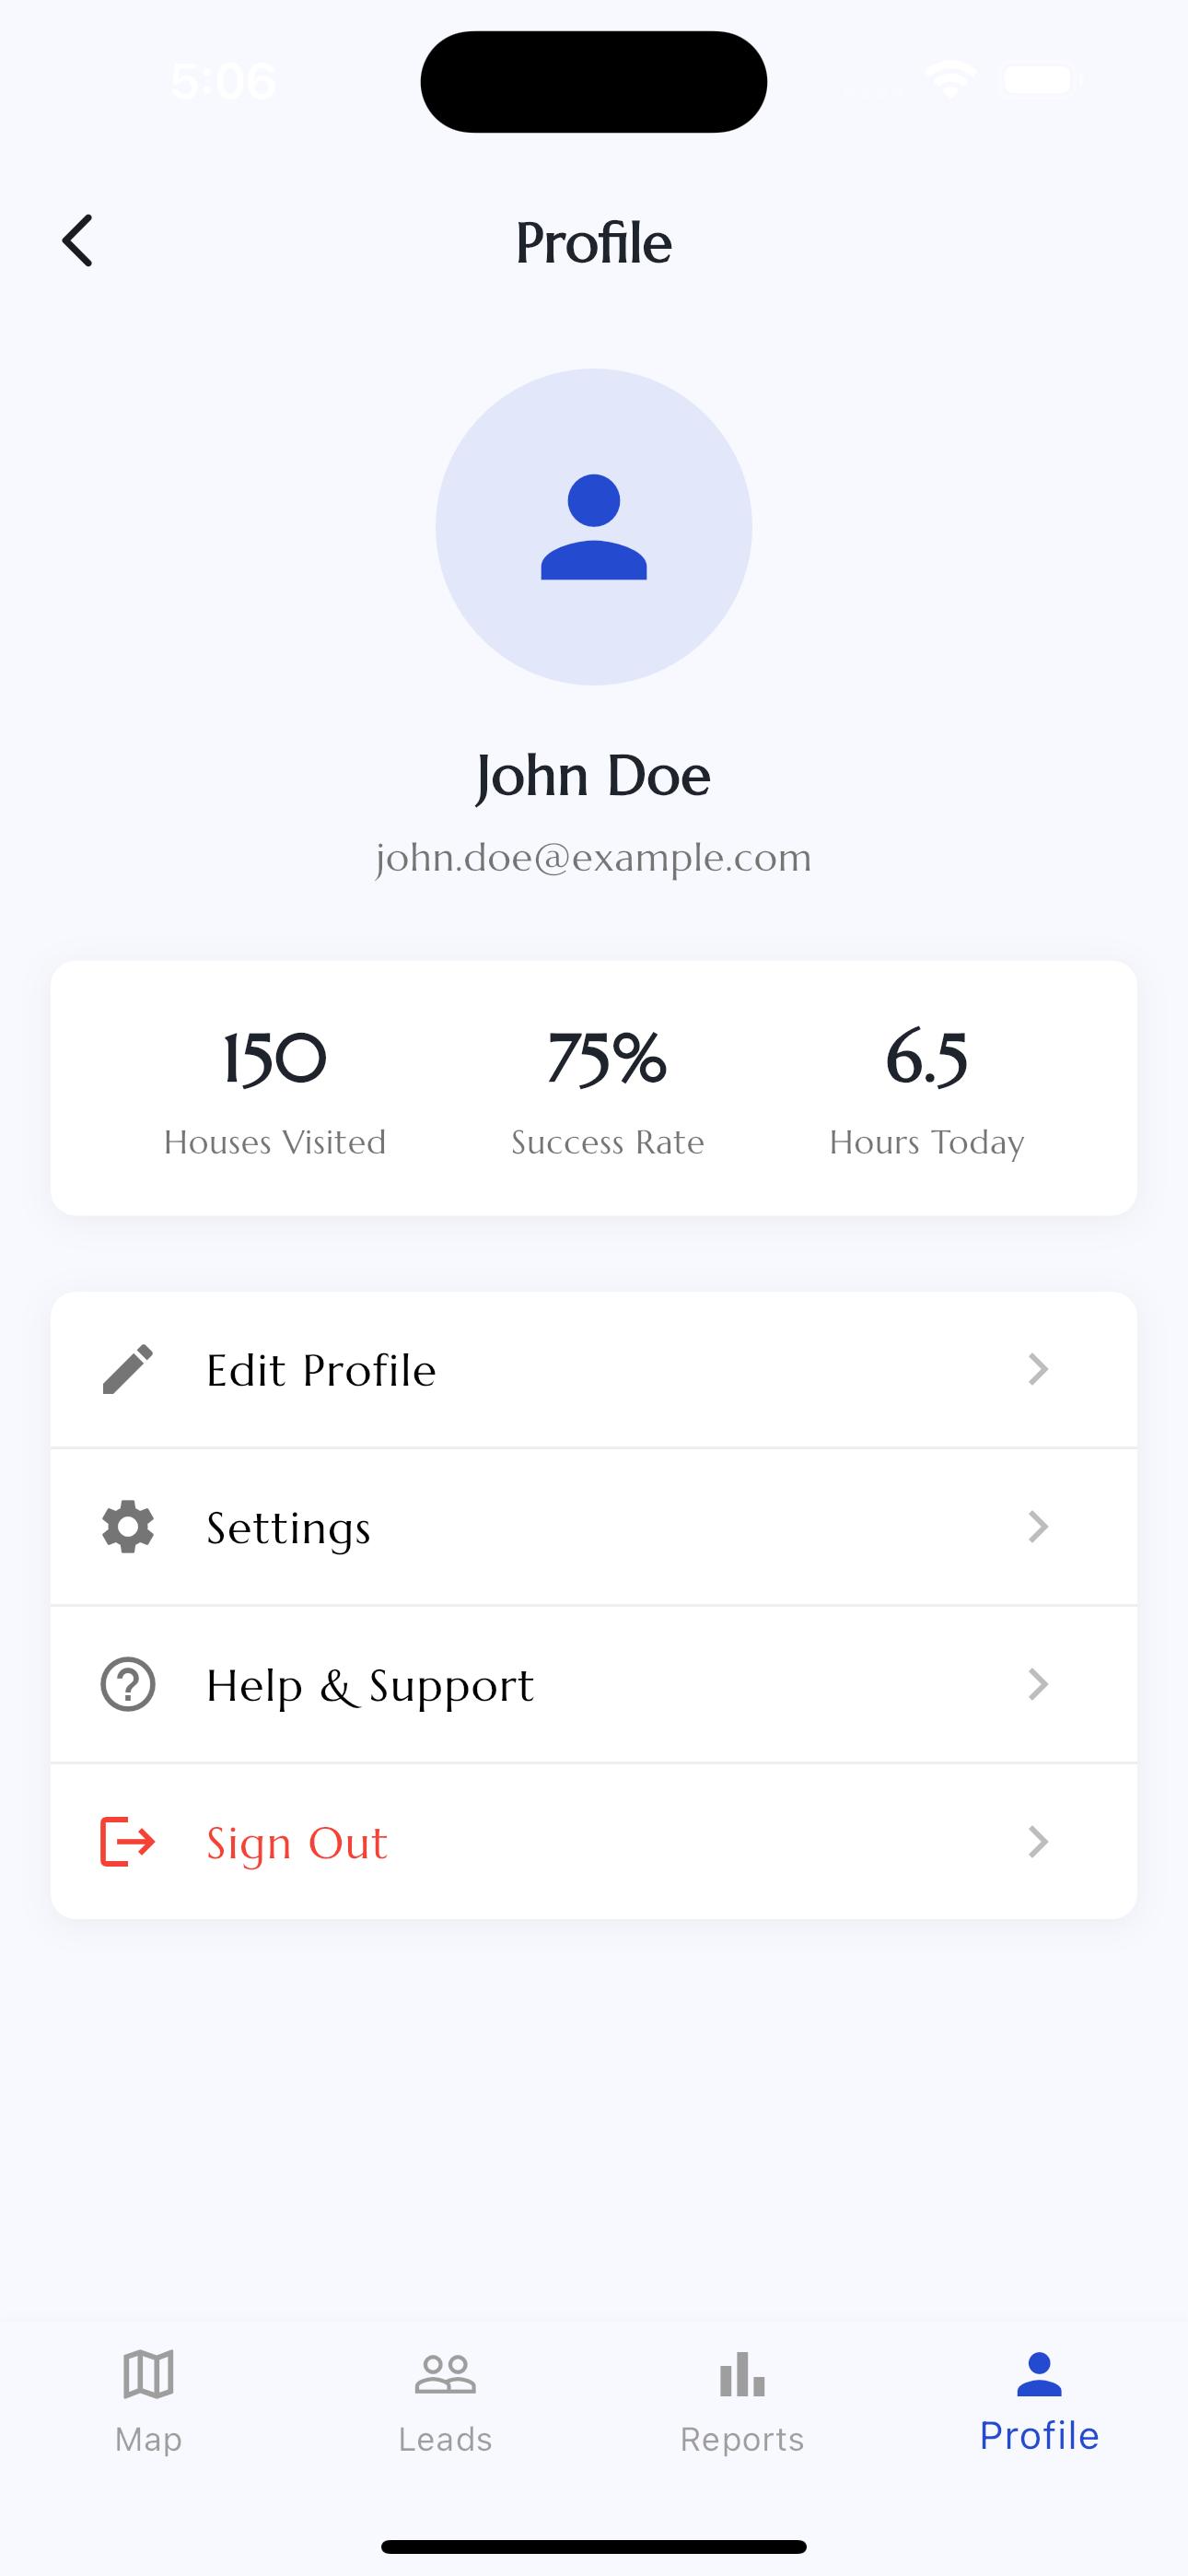 5:06
Profile
John Doe
john.doe@example.com
150 75% 6.5
Houses Visited Success Rate Hours Today
Edit Profile
Settings
Help & Support
Sign Out
Map Leads Reports Profile